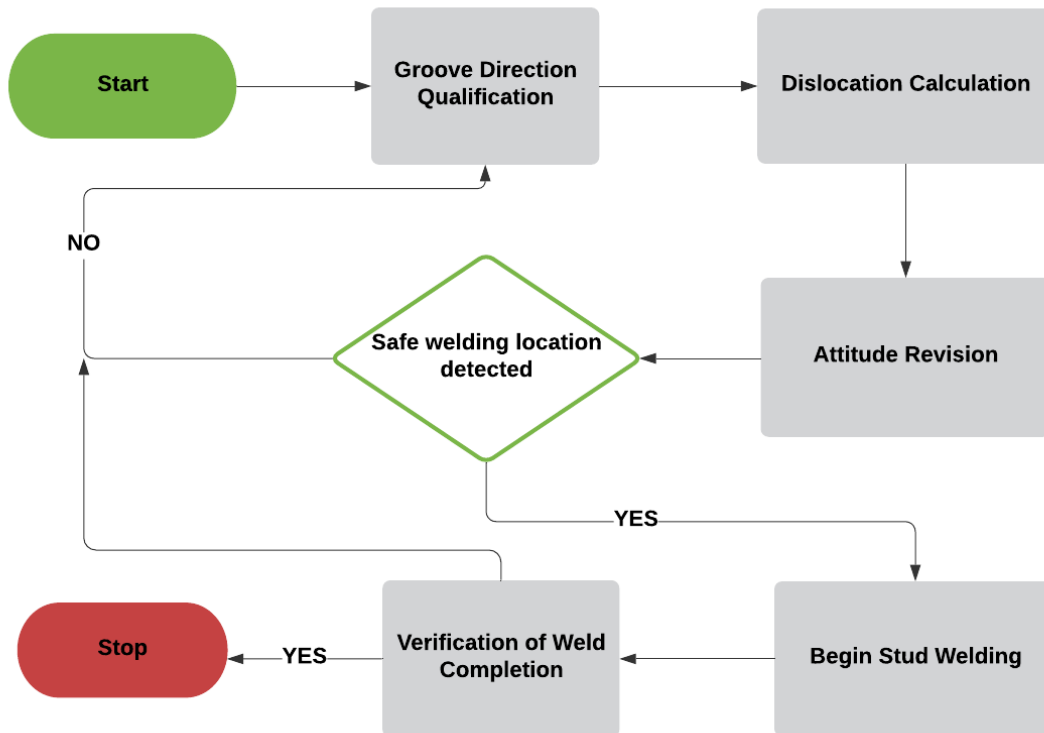 Start
Groove Direction
Qualification
Dislocation Calculation
NO
Safe welding location
detected
Attitude Revision
YES
Stop
YES
Verification of Weld
Completion
Begin Stud Welding